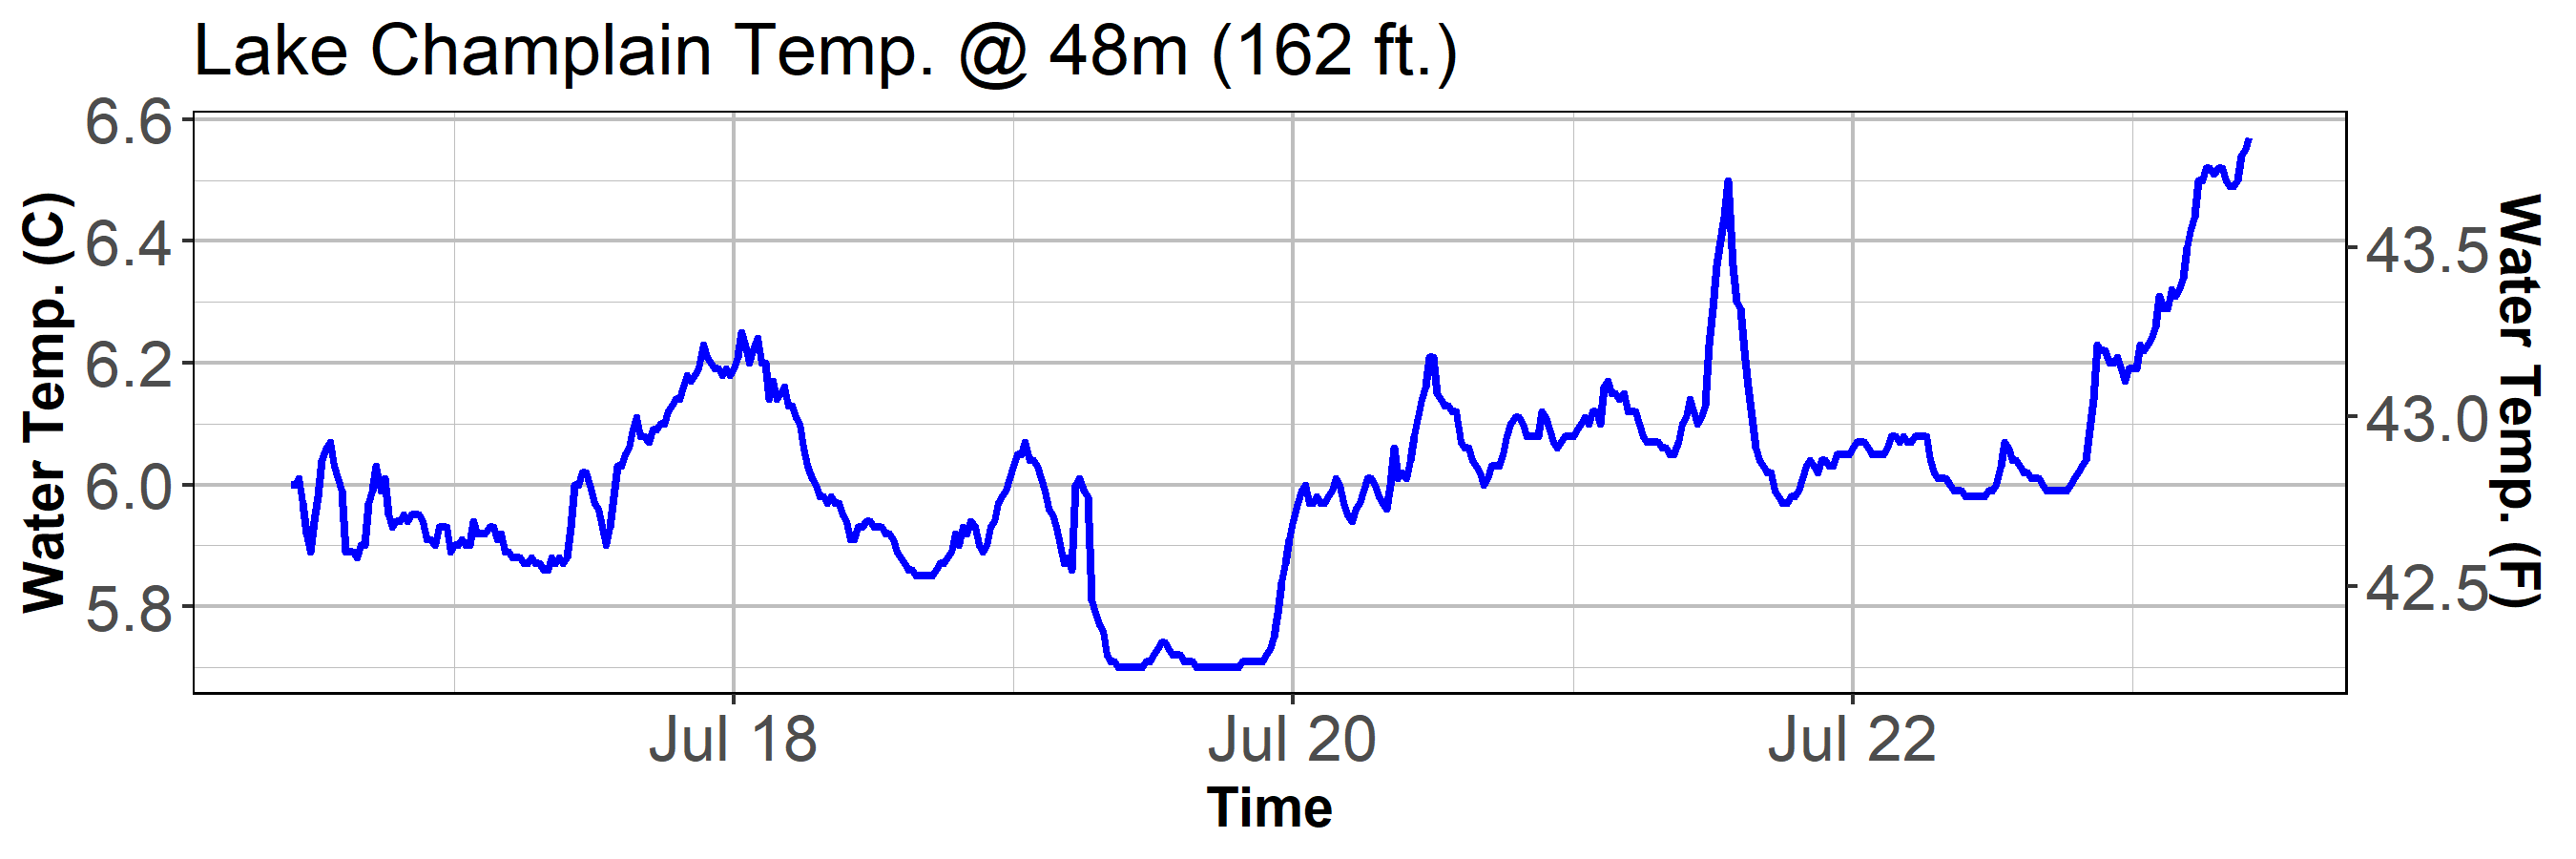 Lake Champlain Temp. @ 48m (162 ft.)
Water Temp. (C)
6.6
6.4
6.2
6.0
5.8
43.5
43.0
42.5
Water Temp. (F)
Jul 18 Jul 20 Jul 22
Time